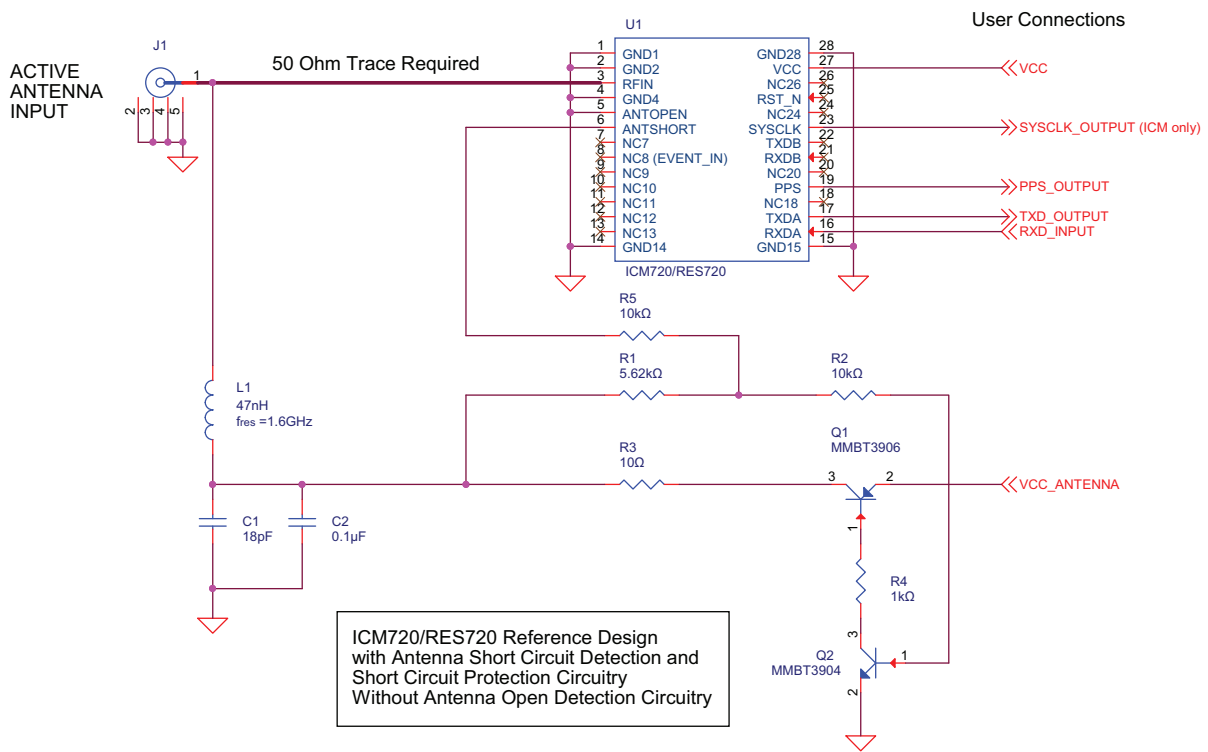 User Connections
ACTIVE
ANTENNA
INPUT
J1
1
2
3
4
5
50 Ohm Trace Required
U1
1
2
3
4
5
6
7
8
9
10
11
12
13
14
GND1
GND2
RFIN
GND4
ANTOPEN
ANTSHORT
NC7
NC8 (EVENT_IN)
NC9
NC10
NC11
NC12
NC13
GND14
GND28
VCC
NC26
RST_N
NC24
SYSCLK
TXDB
RXDB
NC20
PPS
NC18
TXDA
RXDA
GND15
28
27
26
25
24
23
22
21
20
19
18
17
16
15
ICM720/RES720
VCC
SYSCLK_OUTPUT (ICM only)
PPS_OUTPUT
TXD_OUTPUT
RXD_INPUT
R5
10kΩ
R1
5.62kΩ
R2
10kΩ
L1
47nH
fres =1.6GHz
R3
10Ω
Q1
MMBT3906
3
2
1
VCC_ANTENNA
C1
18pF
C2
0.1µF
R4
1kΩ
Q2
MMBT3904
3
1
2
ICM720/RES720 Reference Design
with Antenna Short Circuit Detection and
Short Circuit Protection Circuitry
Without Antenna Open Detection Circuitry